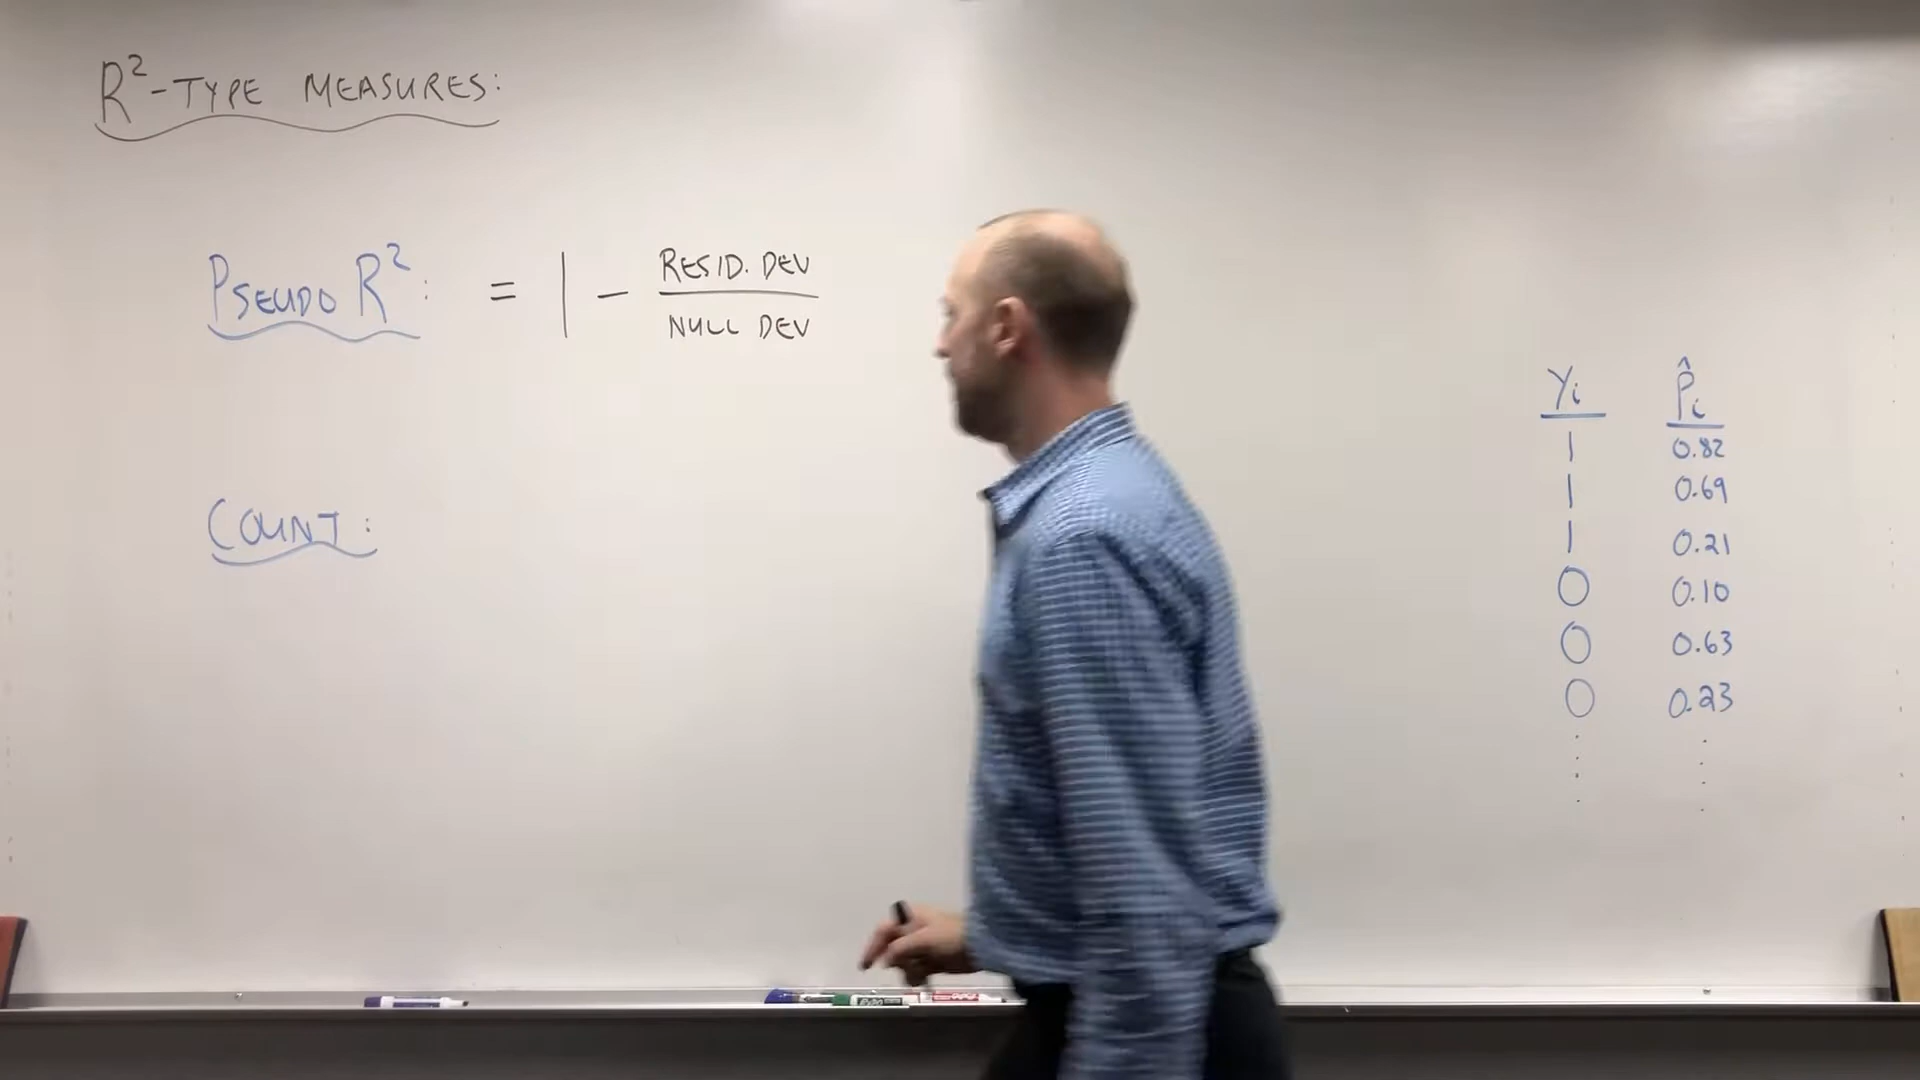 R²-TYPE MEASURES:
PSEUDO R²: = 1 - RESID. DEV / NULL DEV
COUNT:
Yi P̂i
1 0.82
1 0.69
1 0.21
0 0.10
0 0.63
0 0.23